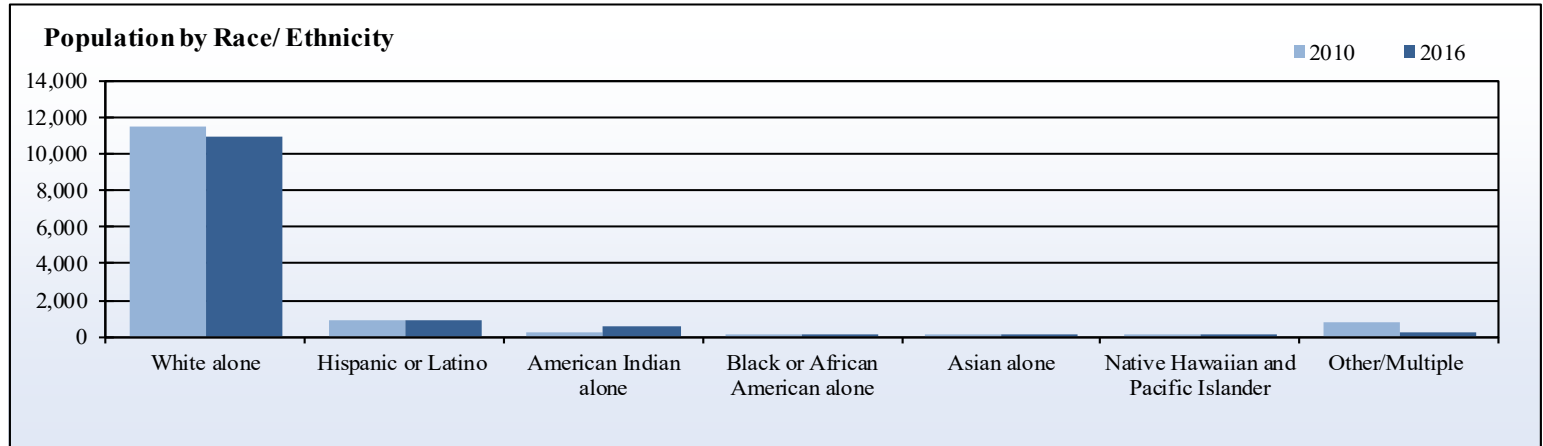 Population by Race/ Ethnicity
2010 2016
14,000
12,000
10,000
8,000
6,000
4,000
2,000
0
White alone
Hispanic or Latino
American Indian
alone
Black or African
American alone
Asian alone
Native Hawaiian and
Pacific Islander
Other/Multiple